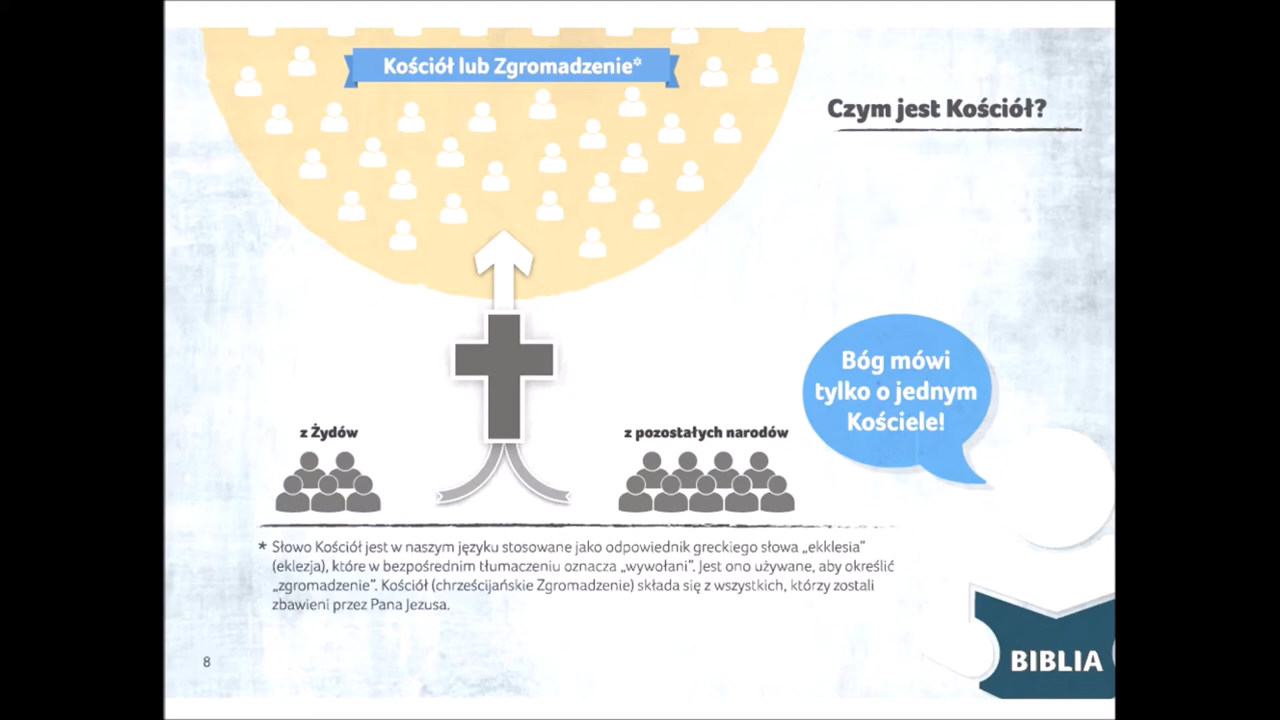 Kościół lub Zgromadzenie*
Czym jest Kościół?
Bóg mówi
tylko o jednym
Kościele!
z Żydów
z pozostałych narodów
* Słowo Kościół jest w naszym języku stosowane jako odpowiednik greckiego słowa „ekklesia”
(eklezja), które w bezpośrednim tłumaczeniu oznacza „wywołani”. Jest ono używane, aby określić
„zgromadzenie”. Kościół (chrześcijańskie Zgromadzenie) składa się z wszystkich, którzy zostali
zbawieni przez Pana Jezusa.
8
BIBLIA